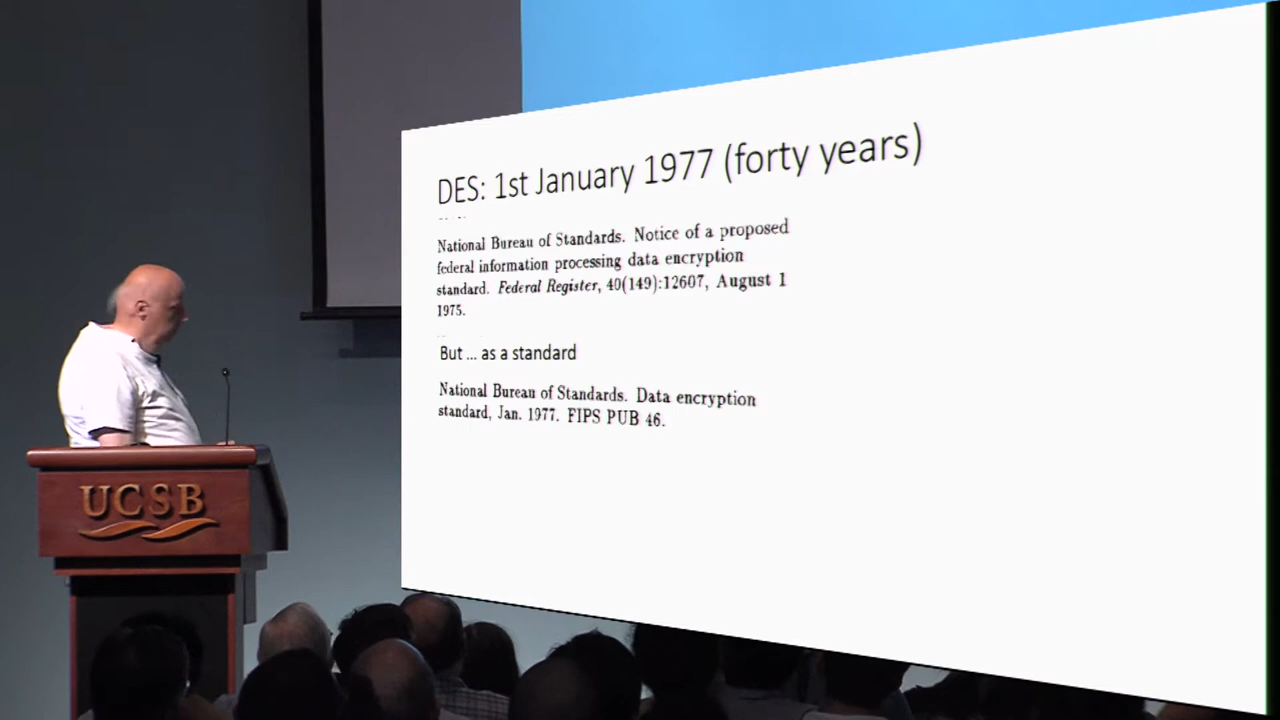 DES: 1st January 1977 (forty years)
National Bureau of Standards. Notice of a proposed
federal information processing data encryption
standard. Federal Register, 40(149):12607, August 1
1975.
But ... as a standard
National Bureau of Standards. Data encryption
standard, Jan. 1977. FIPS PUB 46.
UCSB